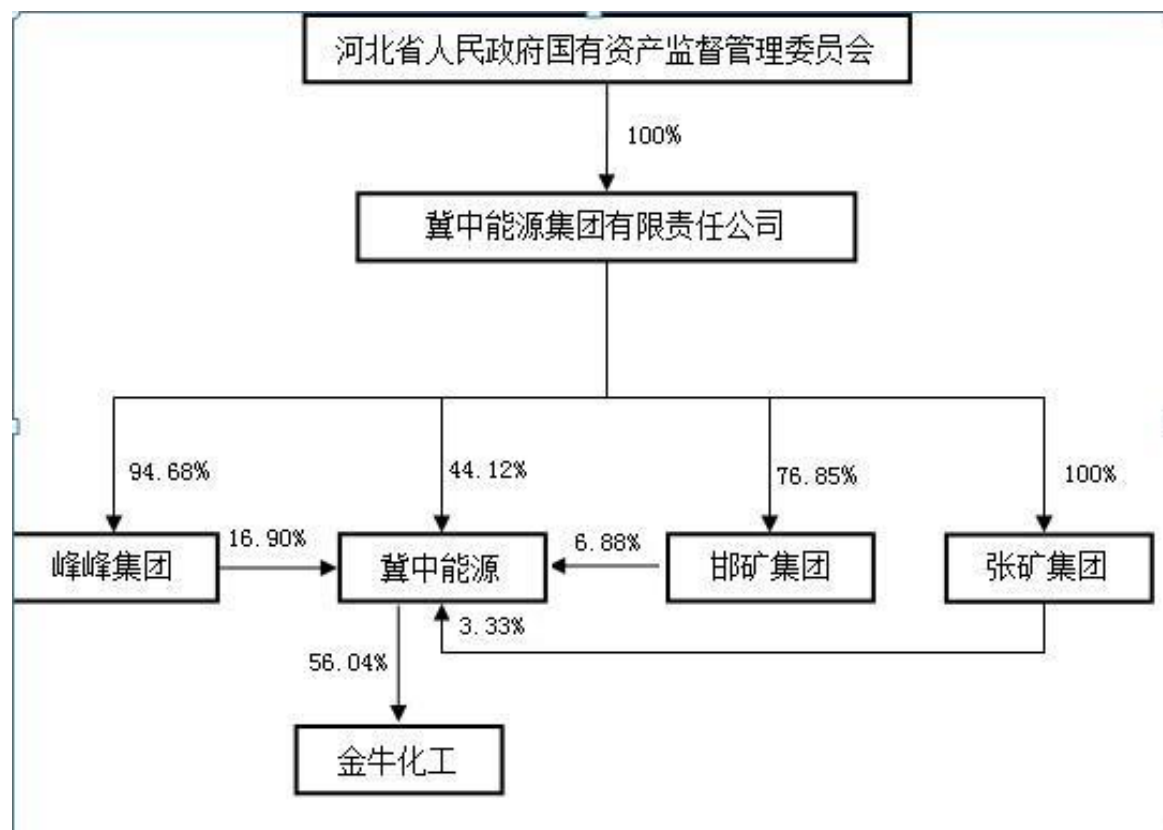 河北省人民政府国有资产监督管理委员会
100%
冀中能源集团有限责任公司
94.68%
44.12%
76.85%
100%
峰峰集团
16.90%
冀中能源
6.88%
邯矿集团
张矿集团
3.33%
56.04%
金牛化工